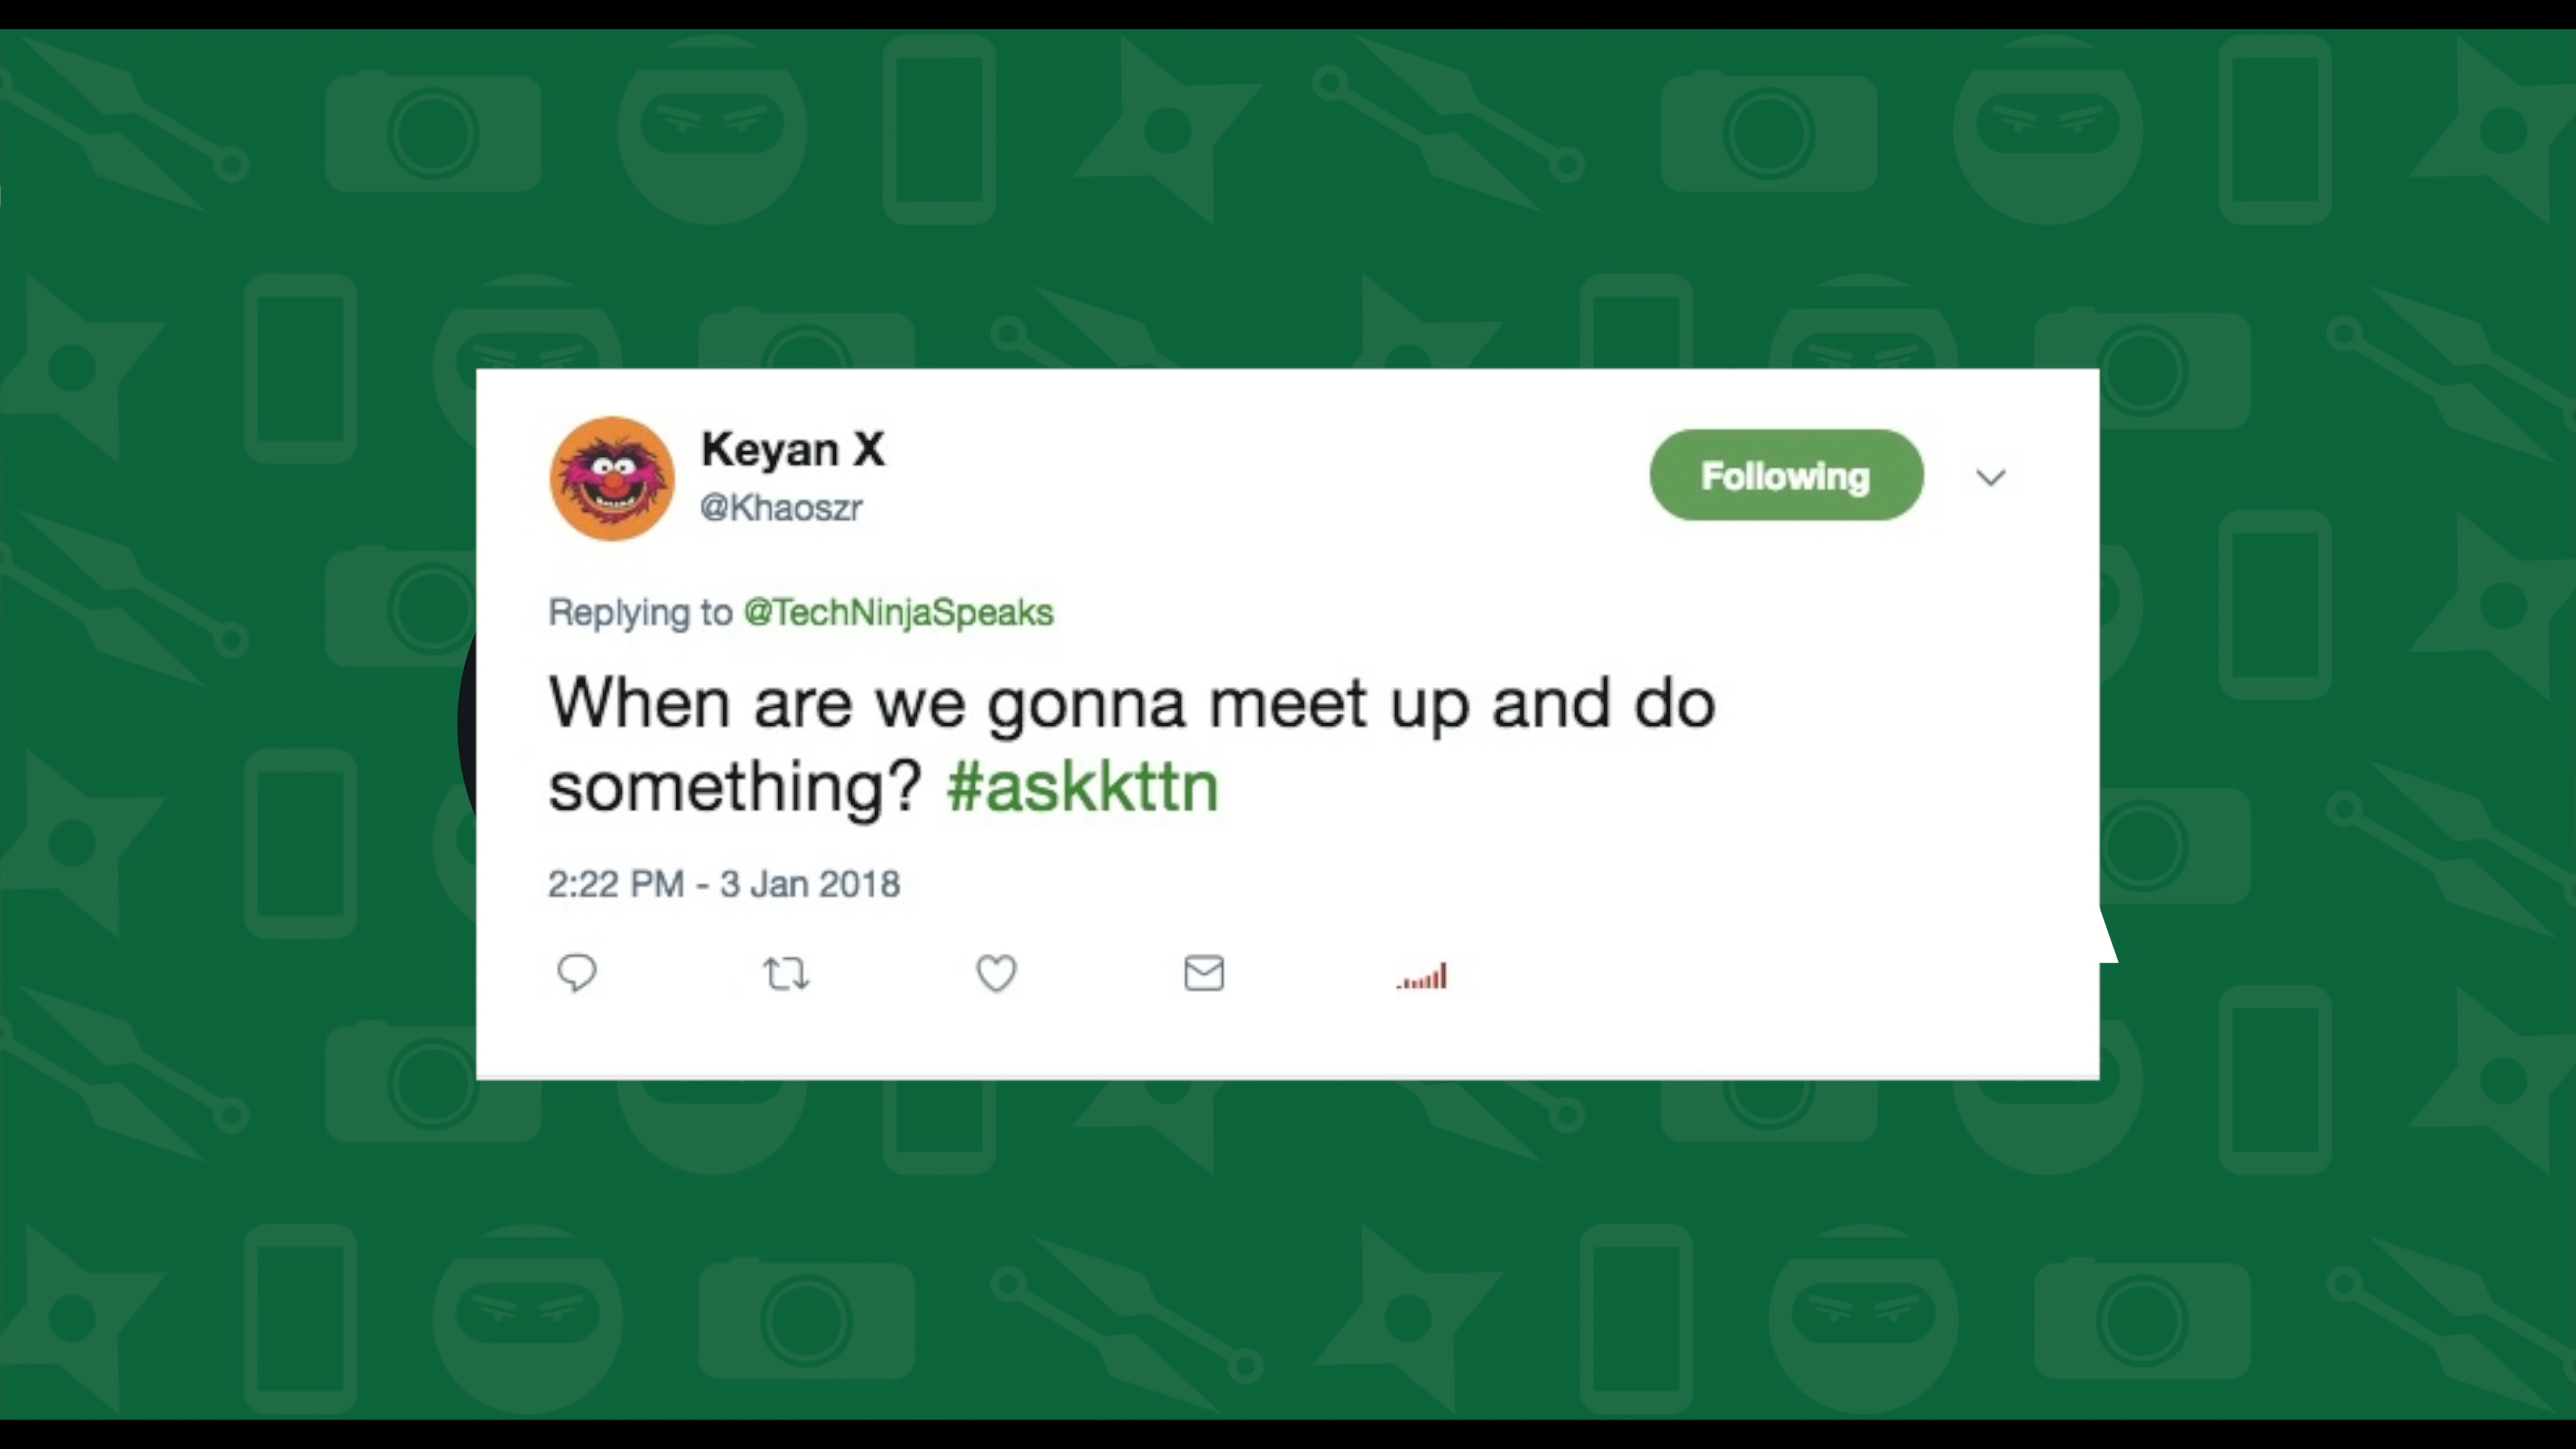 Keyan X
@Khaoszr
Following
Replying to @TechNinjaSpeaks
When are we gonna meet up and do
something? #askkttn
2:22 PM - 3 Jan 2018